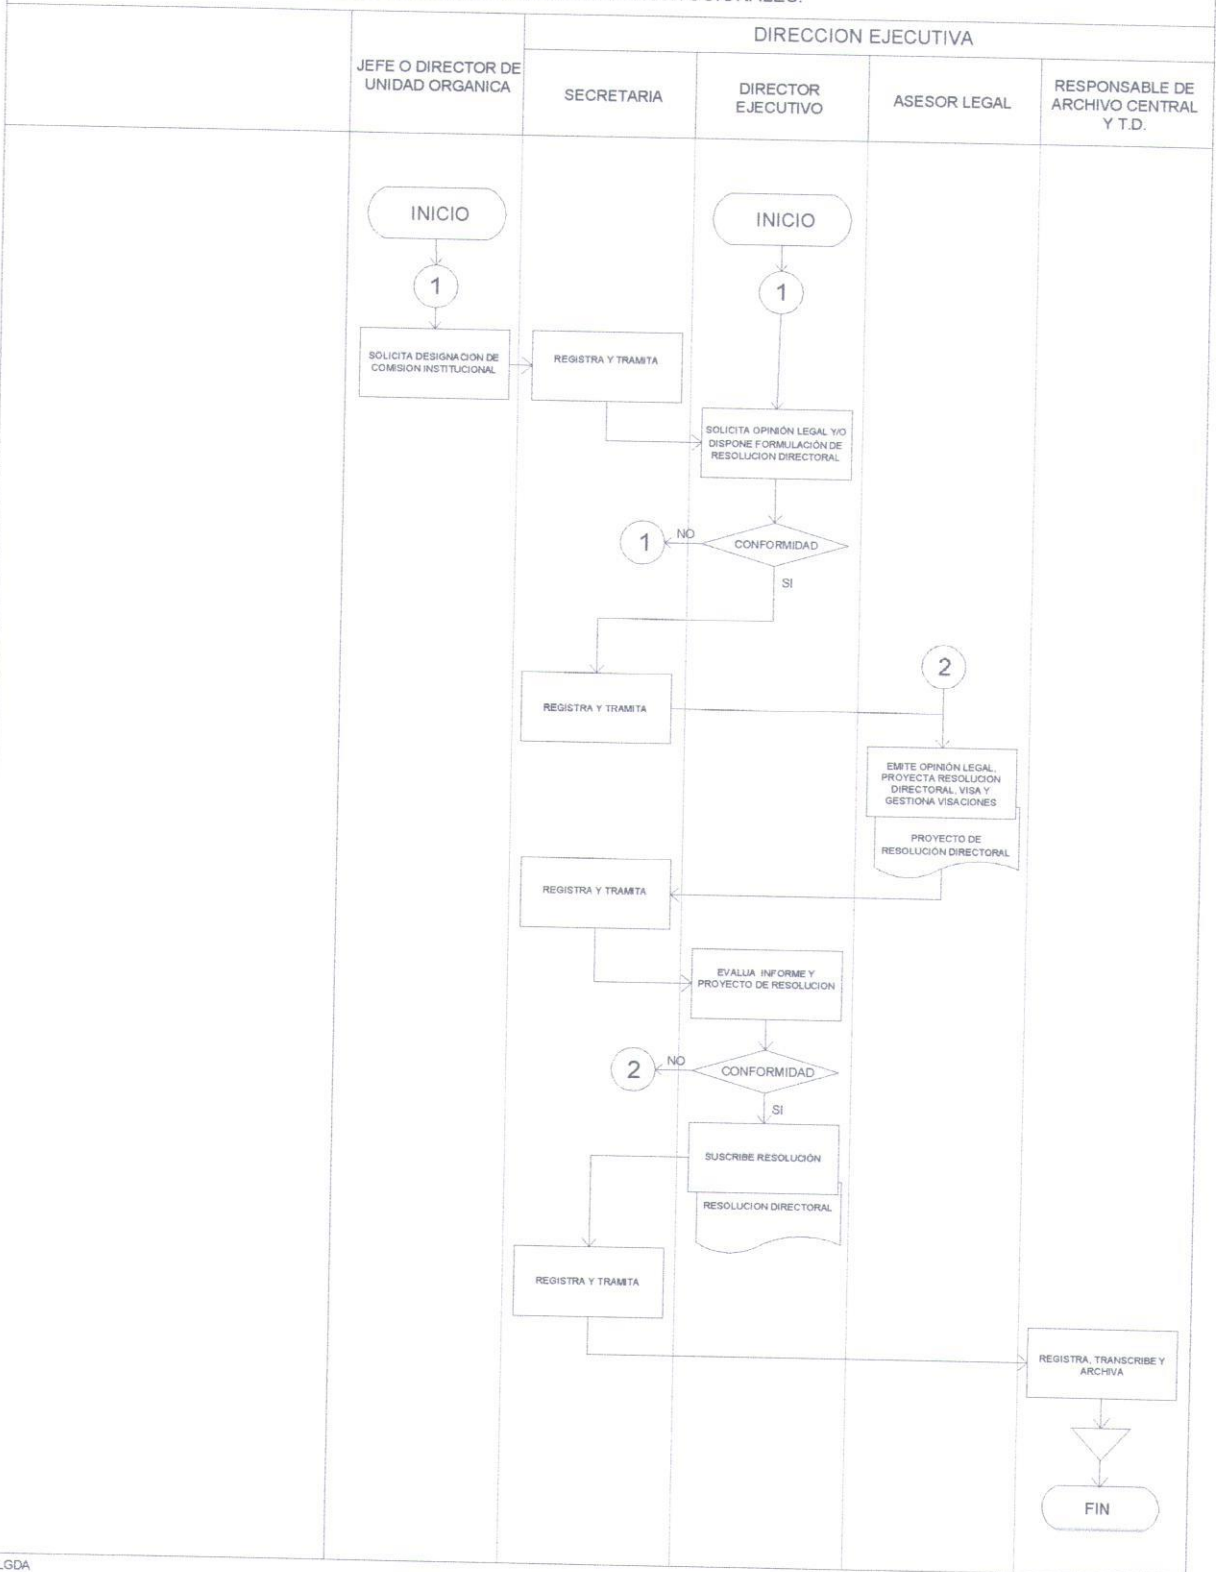 DIRECCION EJECUTIVA
JEFE O DIRECTOR DE
UNIDAD ORGANICA
SECRETARIA
DIRECTOR
EJECUTIVO
ASESOR LEGAL
RESPONSABLE DE
ARCHIVO CENTRAL
Y T.D.
INICIO
INICIO
1
1
SOLICITA DESIGNACION DE
COMISION INSTITUCIONAL
REGISTRA Y TRAMITA
SOLICITA OPINIÓN LEGAL Y/O
DISPONE FORMULACIÓN DE
RESOLUCION DIRECTORAL
1
NO
CONFORMIDAD
SI
2
REGISTRA Y TRAMITA
EMITE OPINIÓN LEGAL,
PROYECTA RESOLUCION
DIRECTORAL, VISA Y
GESTIONA VISACIONES
PROYECTO DE
RESOLUCIÓN DIRECTORAL
REGISTRA Y TRAMITA
EVALUA INFORME Y
PROYECTO DE RESOLUCION
2
NO
CONFORMIDAD
SI
SUSCRIBE RESOLUCIÓN
RESOLUCION DIRECTORAL
REGISTRA Y TRAMITA
REGISTRA, TRANSCRIBE Y
ARCHIVA
FIN